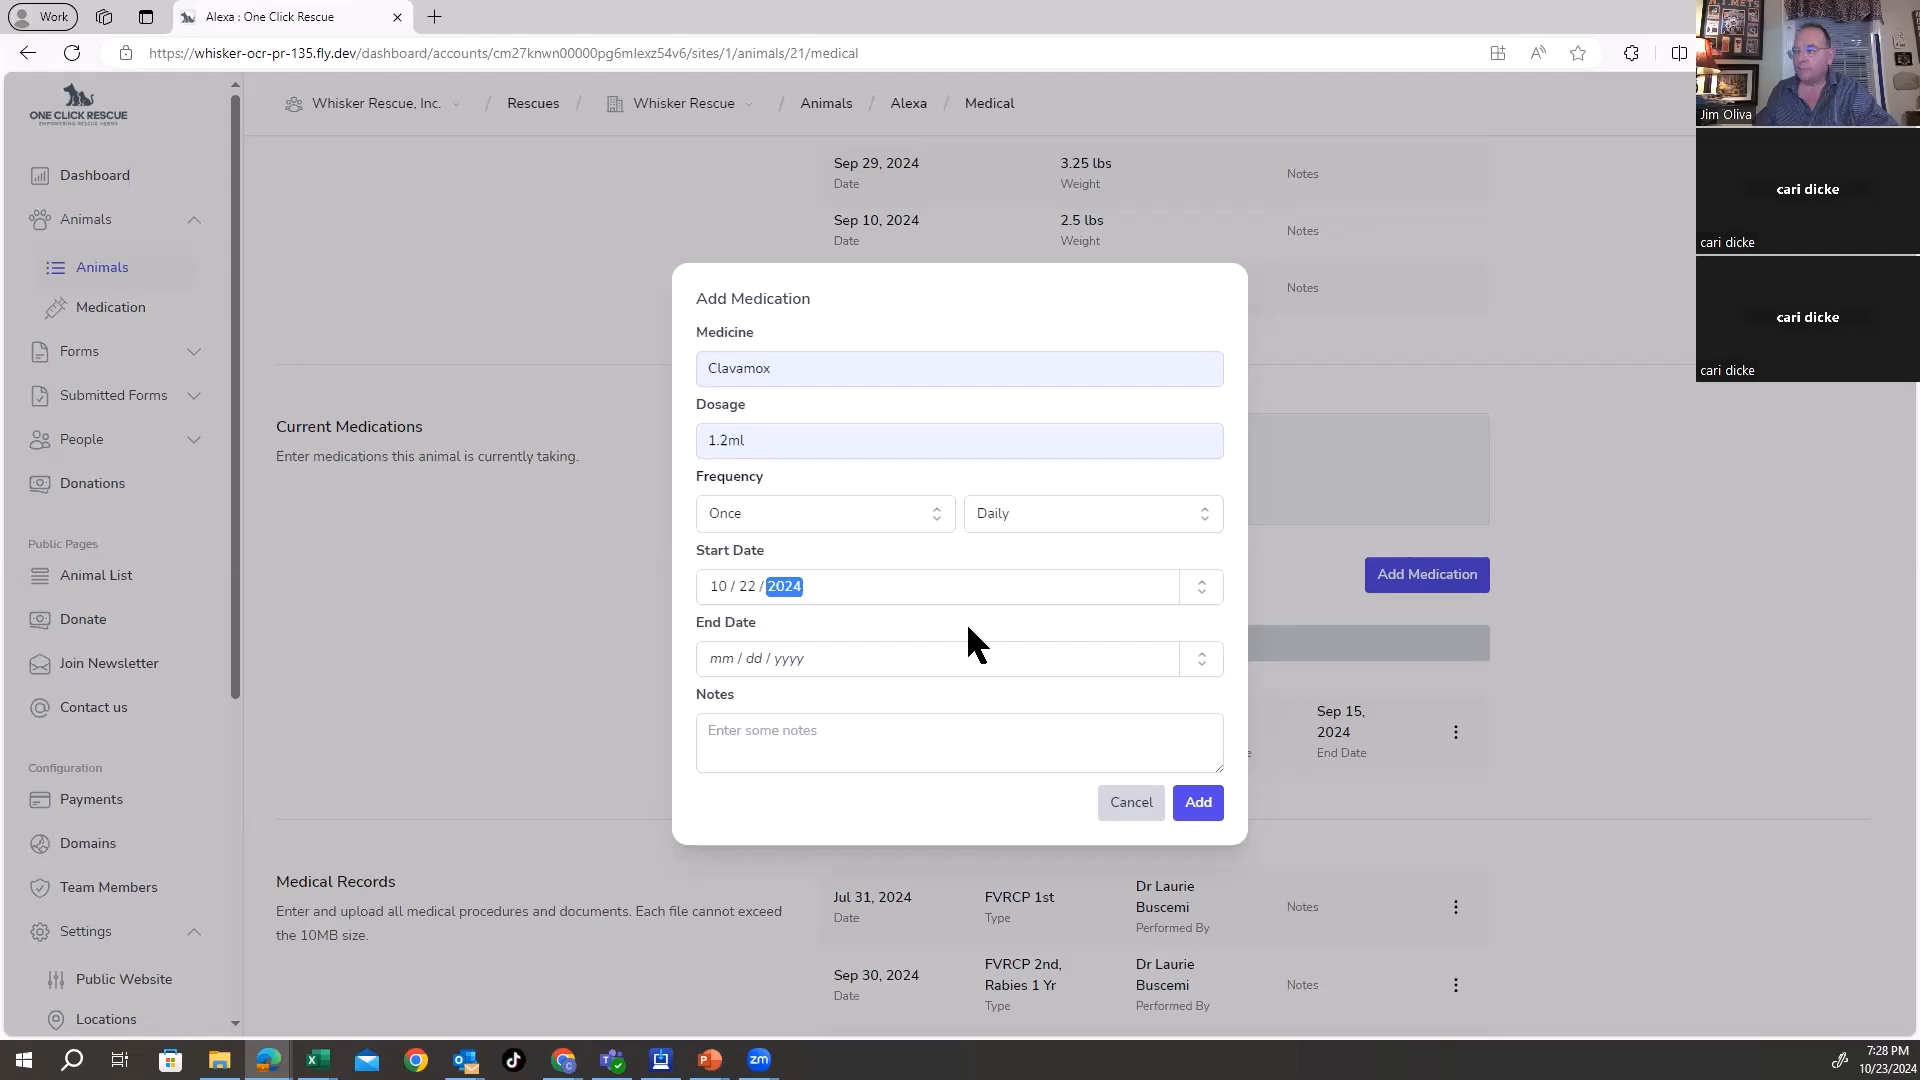 Work
Alexa : One Click Rescue
https://whisker-ocr-pr-135.fly.dev/dashboard/accounts/cm27knwn00000pg6mlexz54v6/sites/1/animals/21/medical
ONE CLICK RESCUE
EMPOWERING RESCUE HEROS
Dashboard
Animals
Animals
Medication
Forms
Submitted Forms
People
Donations
Public Pages
Animal List
Donate
Join Newsletter
Contact us
Configuration
Payments
Domains
Team Members
Settings
Public Website
Locations
Whisker Rescue, Inc. / Rescues / Whisker Rescue / Animals / Alexa / Medical
Sep 29, 2024 3.25 lbs
Date Weight Notes
Sep 10, 2024 2.5 lbs
Date Weight Notes
Notes
Current Medications
Enter medications this animal is currently taking.
Add Medication
Sep 15,
2024
End Date
Add Medication
Medicine
Clavamox
Dosage
1.2ml
Frequency
Once Daily
Start Date
10 / 22 / 2024
End Date
mm / dd / yyyy
Notes
Enter some notes
Cancel Add
Medical Records
Enter and upload all medical procedures and documents. Each file cannot exceed
the 10MB size.
Jul 31, 2024
Date
FVRCP 1st
Type
Dr Laurie
Buscemi
Performed By
Notes
Sep 30, 2024
Date
FVRCP 2nd,
Rabies 1 Yr
Type
Dr Laurie
Buscemi
Performed By
Notes
Jim Oliva
cari dicke
cari dicke
cari dicke
cari dicke
zm
7:28 PM
10/23/2024